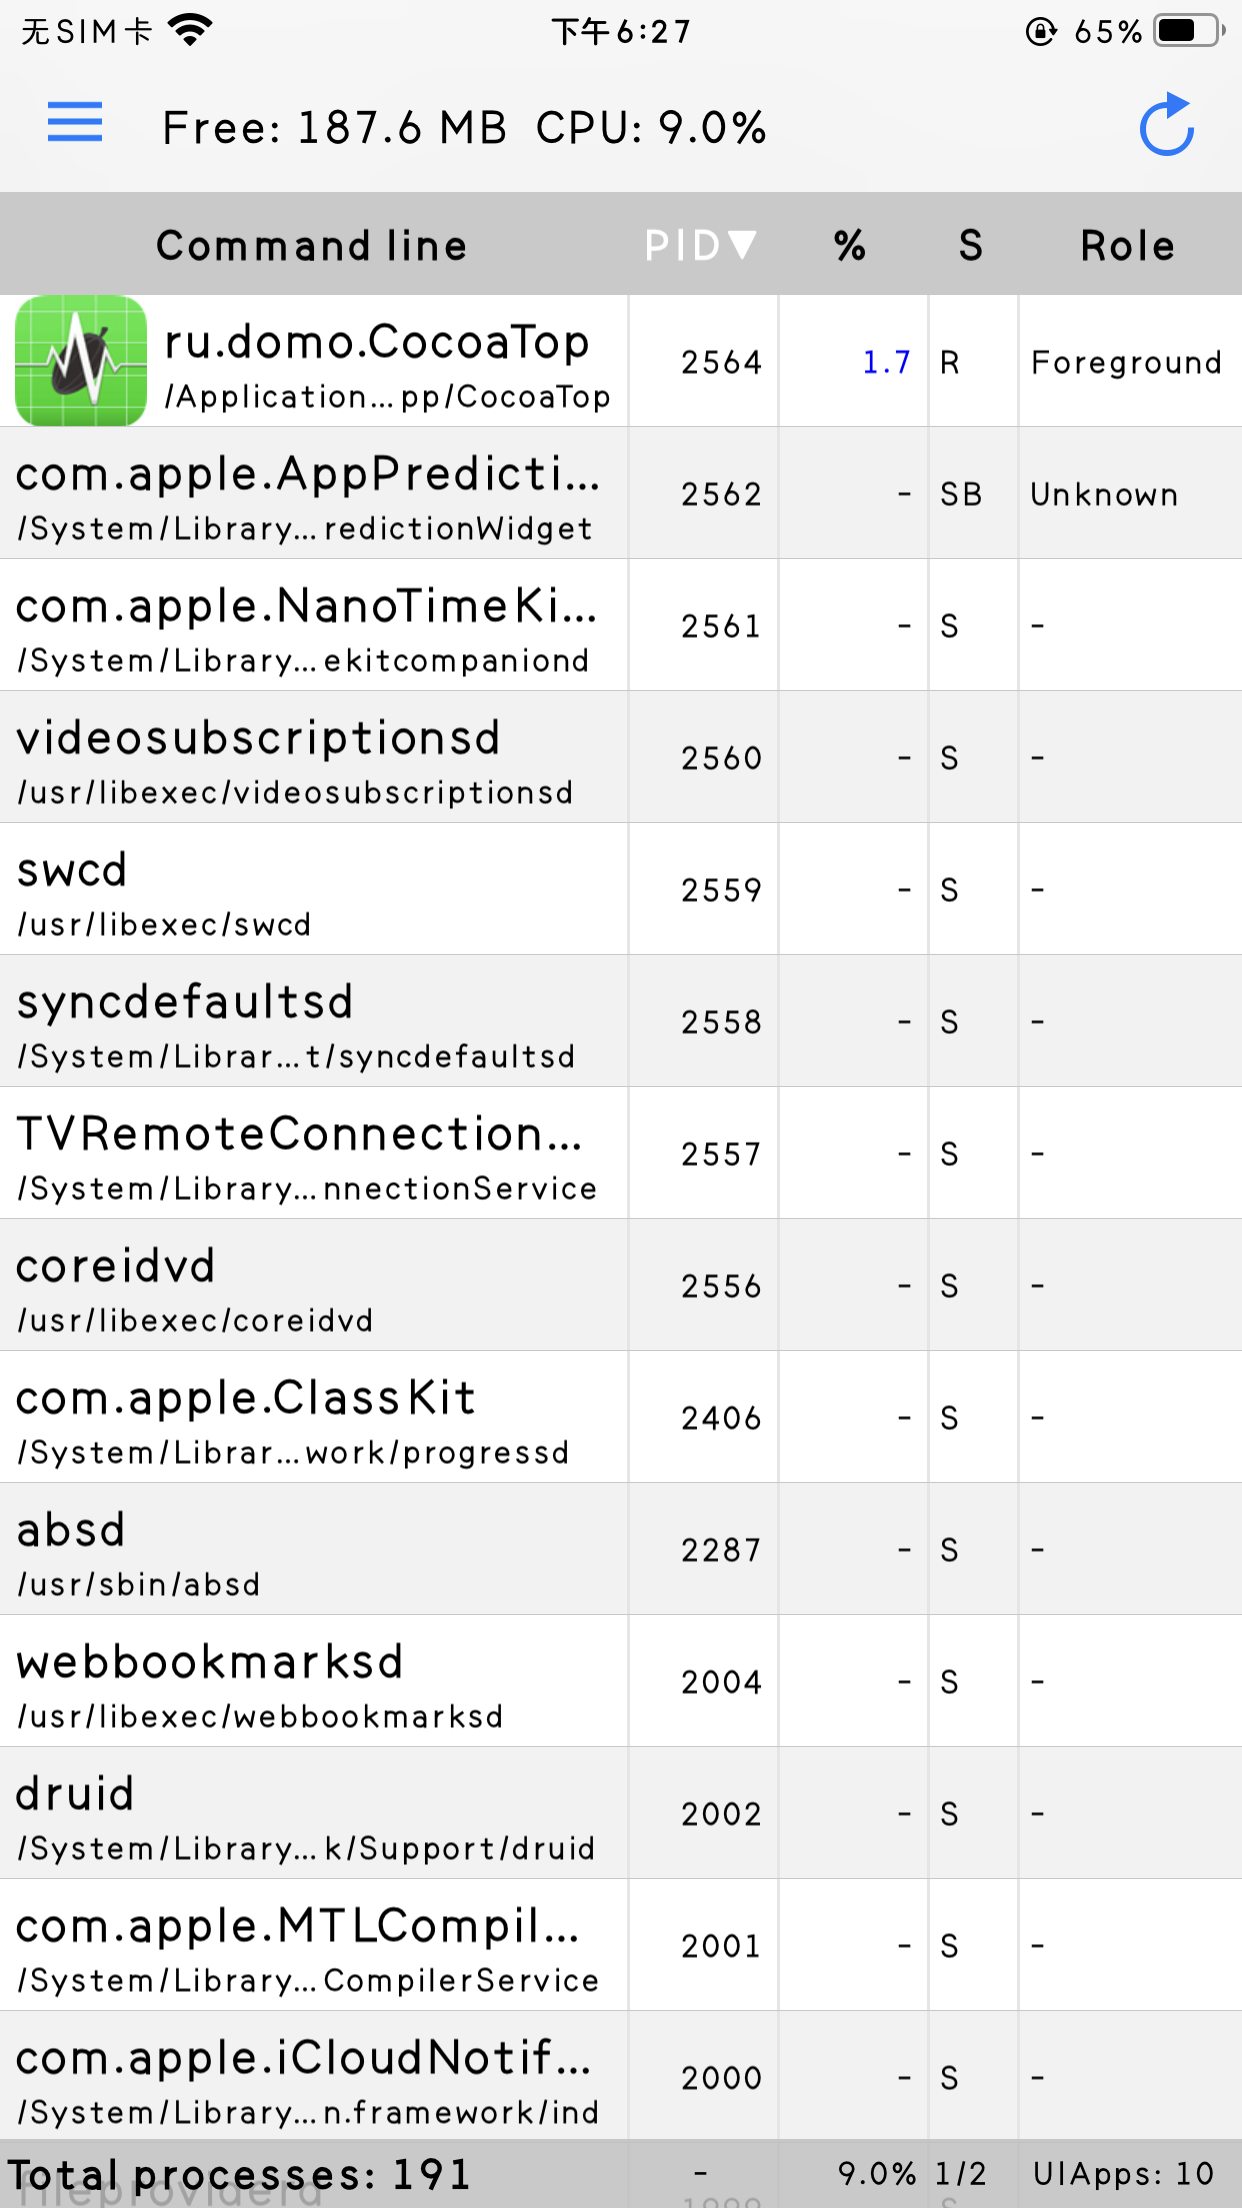 无SIM卡 下午6:27 65%
Free: 187.6 MB CPU: 9.0%
Command line PID▼ % S Role
ru.domo.CocoaTop
/Application...pp/CocoaTop 2564 1.7 R Foreground
com.apple.AppPredicti...
/System/Library...redictionWidget 2562 - SB Unknown
com.apple.NanoTimeKi...
/System/Library...ekitcompaniond 2561 - S -
videosubscriptionsd
/usr/libexec/videosubscriptionsd 2560 - S -
swcd
/usr/libexec/swcd 2559 - S -
syncdefaultsd
/System/Librar...t/syncdefaultsd 2558 - S -
TVRemoteConnection...
/System/Library...nnectionService 2557 - S -
coreidvd
/usr/libexec/coreidvd 2556 - S -
com.apple.ClassKit
/System/Librar...work/progressd 2406 - S -
absd
/usr/sbin/absd 2287 - S -
webbookmarksd
/usr/libexec/webbookmarksd 2004 - S -
druid
/System/Library...k/Support/druid 2002 - S -
com.apple.MTLCompil...
/System/Library...CompilerService 2001 - S -
com.apple.iCloudNotif...
/System/Library...n.framework/ind 2000 - S -
Total processes: 191 - 9.0% 1/2 UIApps: 10
fileproviderd 1999 S